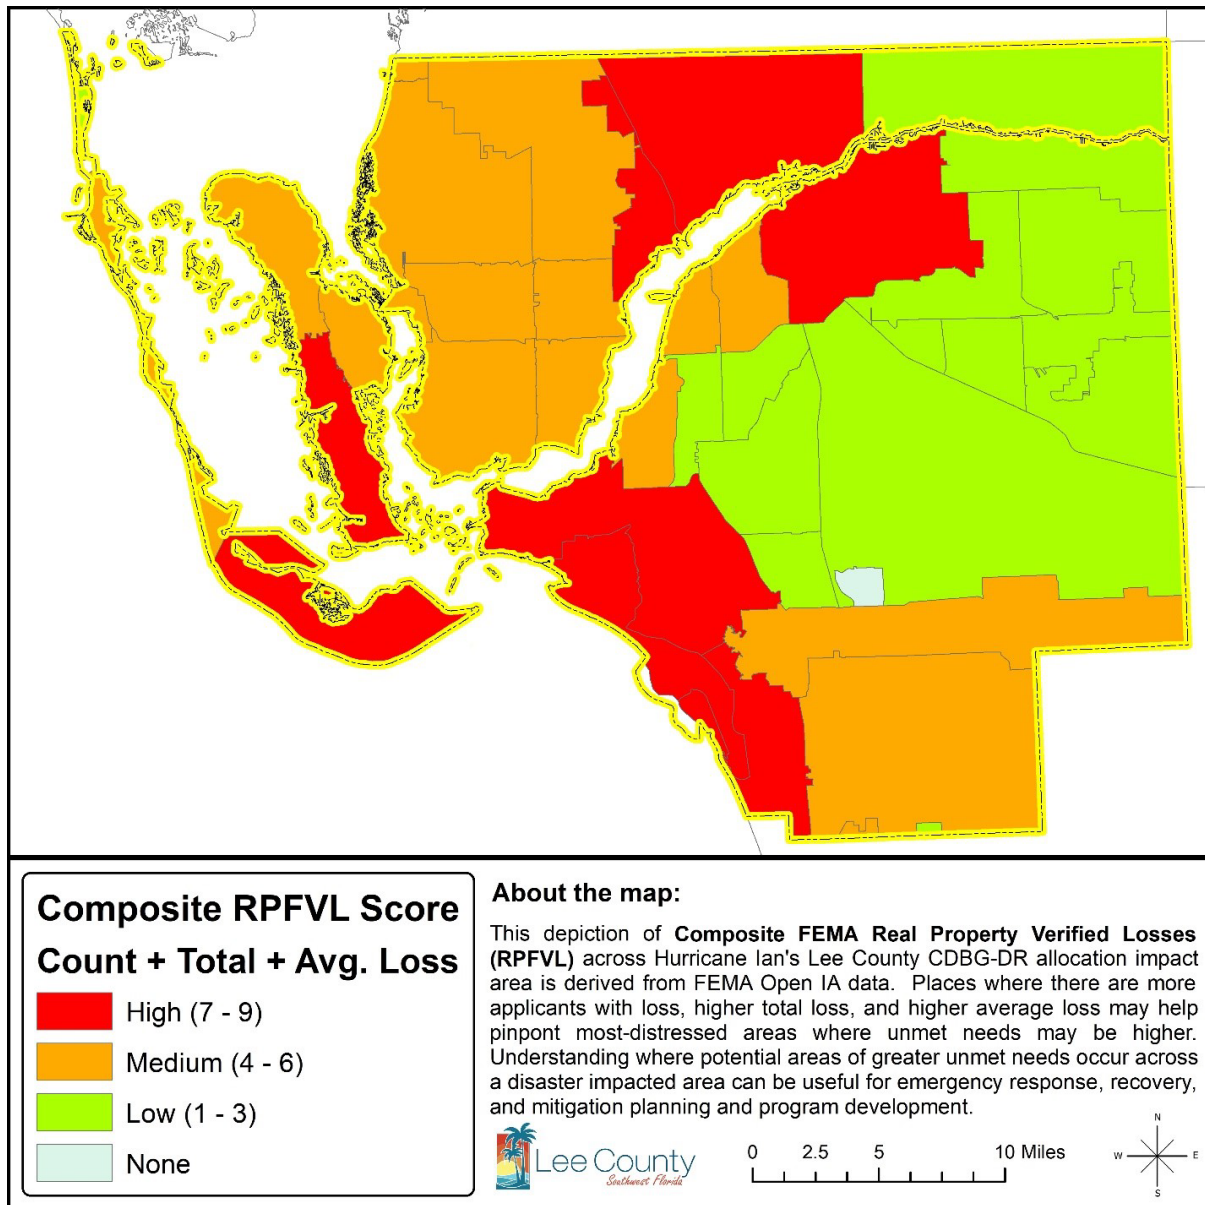 Composite RPFVL Score
Count + Total + Avg. Loss
High (7 - 9)
Medium (4 - 6)
Low (1 - 3)
None
About the map:
This depiction of Composite FEMA Real Property Verified Losses
(RPFVL) across Hurricane Ian's Lee County CDBG-DR allocation impact
area is derived from FEMA Open IA data. Places where there are more
applicants with loss, higher total loss, and higher average loss may help
pinpont most-distressed areas where unmet needs may be higher.
Understanding where potential areas of greater unmet needs occur across
a disaster impacted area can be useful for emergency response, recovery,
and mitigation planning and program development.
Lee County
Southwest Florida
0 2.5 5 10 Miles
N
W E
S